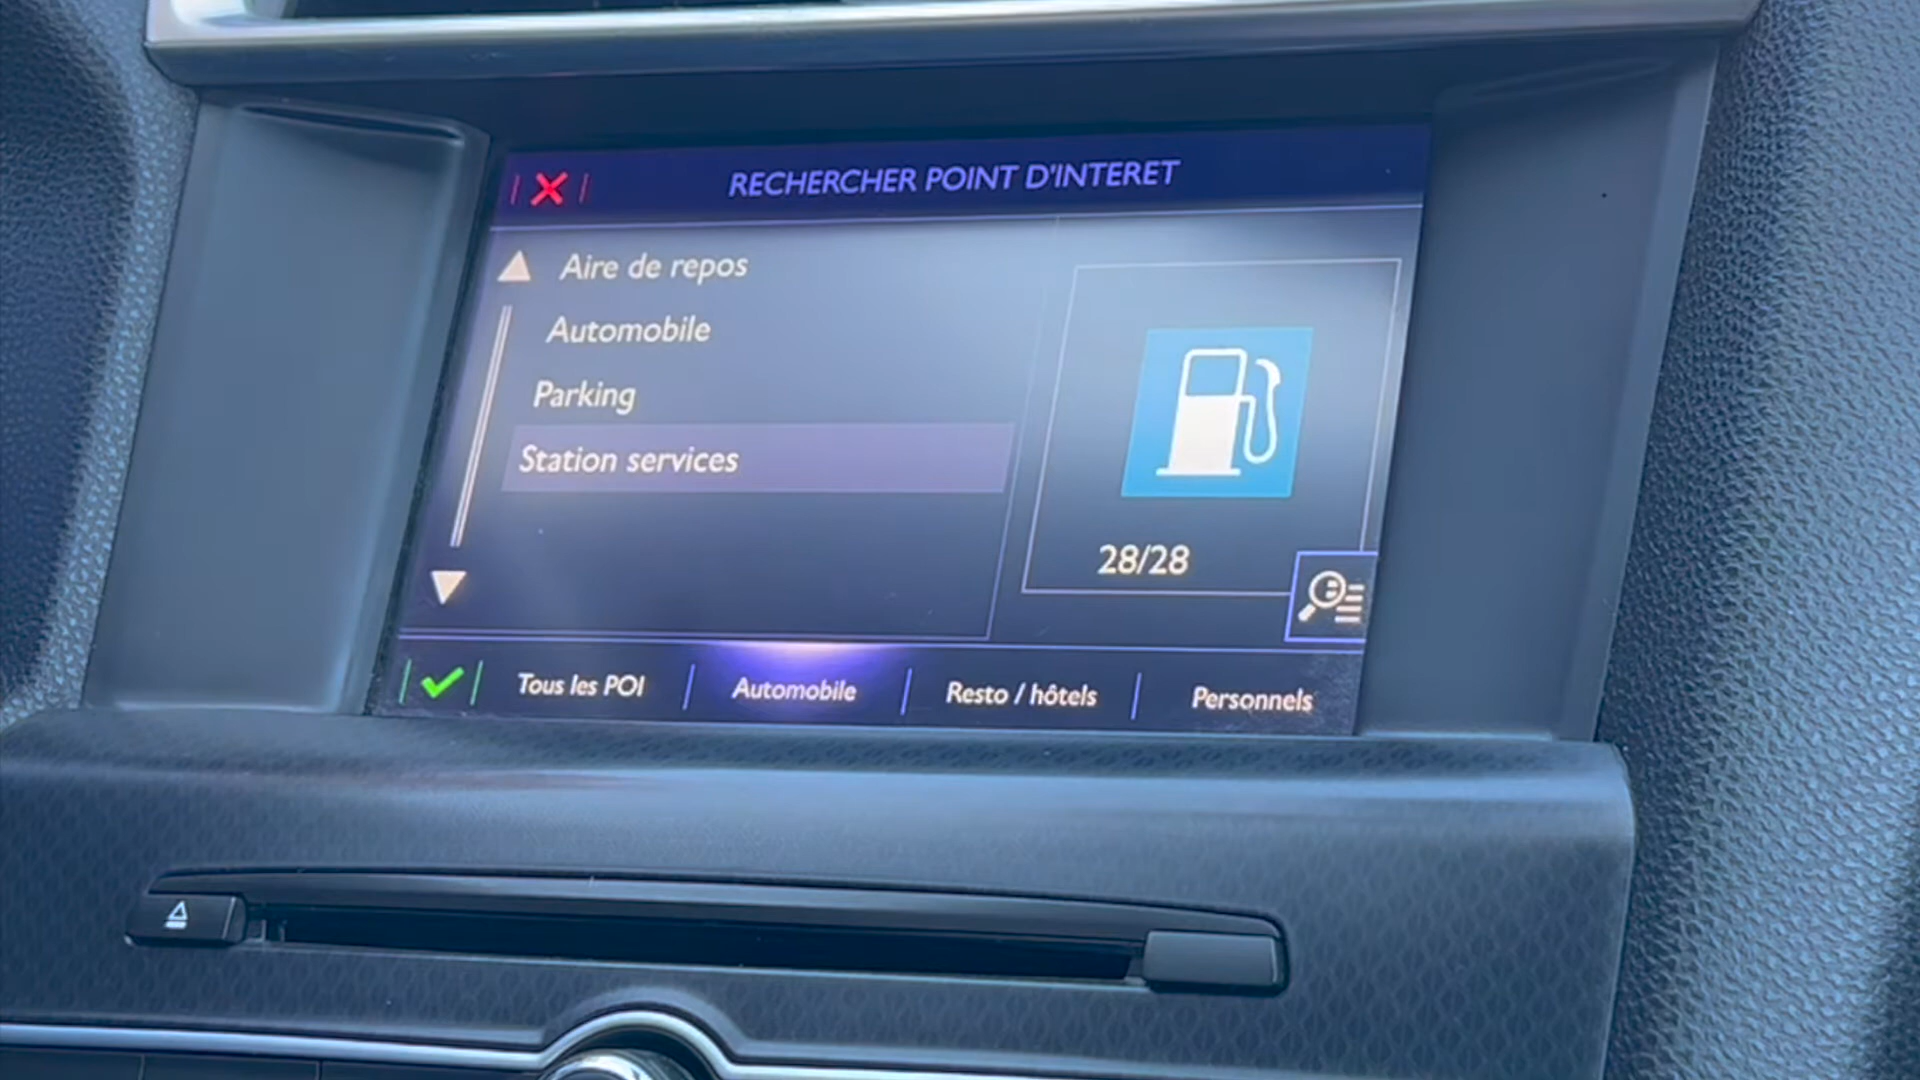 RECHERCHER POINT D'INTERET
Aire de repos
Automobile
Parking
Station services
28/28
Tous les POI
Automobile
Resto / hôtels
Personnels